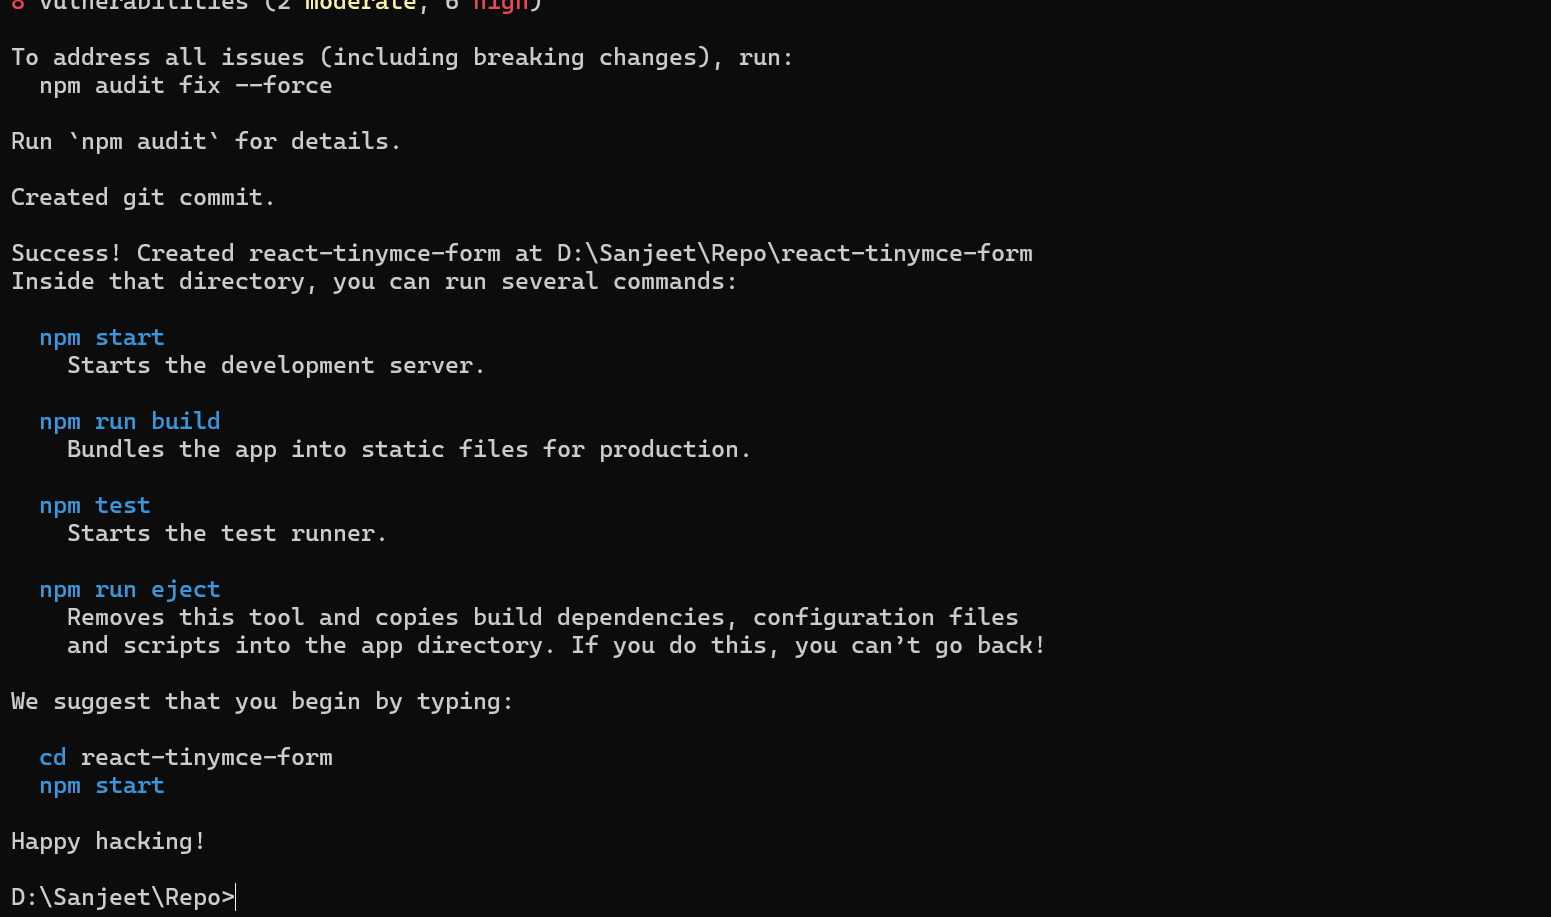 8 vulnerabilities (2 moderate, 6 high)
To address all issues (including breaking changes), run:
npm audit fix --force
Run `npm audit` for details.
Created git commit.
Success! Created react-tinymce-form at D:\Sanjeet\Repo\react-tinymce-form
Inside that directory, you can run several commands:
npm start
Starts the development server.
npm run build
Bundles the app into static files for production.
npm test
Starts the test runner.
npm run eject
Removes this tool and copies build dependencies, configuration files
and scripts into the app directory. If you do this, you can’t go back!
We suggest that you begin by typing:
cd react-tinymce-form
npm start
Happy hacking!
D:\Sanjeet\Repo>